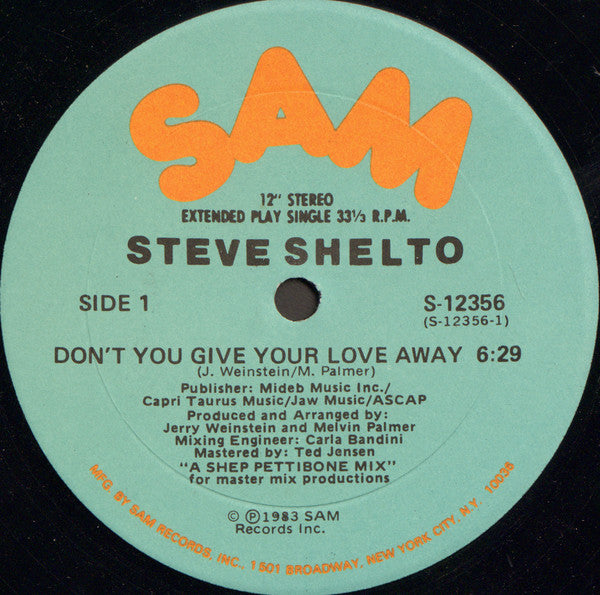 SAM
12" STEREO
EXTENDED PLAY SINGLE 33⅓ R.P.M.
STEVE SHELTO
SIDE 1
S-12356
(S-12356-1)
DON'T YOU GIVE YOUR LOVE AWAY 6:29
(J. Weinstein/M. Palmer)
Publisher: Mideb Music Inc./
Capri Taurus Music/Jaw Music/ASCAP
Produced and Arranged by:
Jerry Weinstein and Melvin Palmer
Mixing Engineer: Carla Bandini
Mastered by: Ted Jensen
"A SHEP PETTIBONE MIX"
for master mix productions
© ℗1983 SAM
Records Inc.
MFG. BY SAM RECORDS, INC., 1501 BROADWAY, NEW YORK CITY, N.Y. 10036